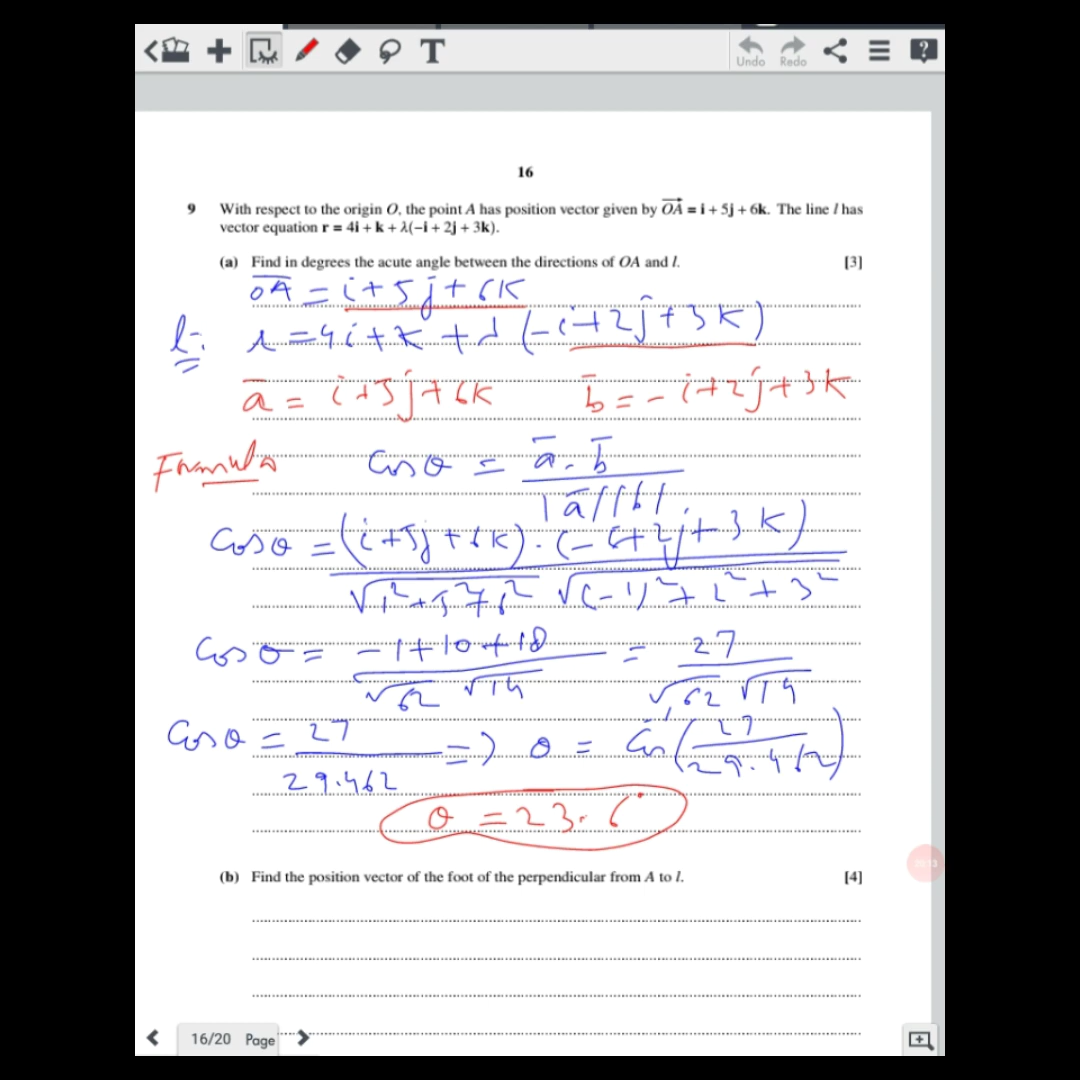 T
Undo Redo
?
16
9 With respect to the origin O, the point A has position vector given by O͞A = i + 5j + 6k. The line l has
vector equation r = 4i + k + λ(−i + 2j + 3k).
(a) Find in degrees the acute angle between the directions of OA and l. [3]
OA = i + 5j + 6K
l: r = 4i + K + λ(-i + 2j + 3K)
a = i + 5j + 6K b = -i + 2j + 3K
Formula Cos θ = a . b
|a| |b|
Cos θ = (i + 5j + 6K) . (-i + 2j + 3K)
√1² + 5² + 6² √(-1)² + 2² + 3²
Cos θ = -1 + 10 + 18 = 27
√62 √14 √62 √14
Cos θ = 27 => θ = Cos⁻¹(27
29.462 29.462)
θ = 23.6
(b) Find the position vector of the foot of the perpendicular from A to l. [4]
16/20 Page